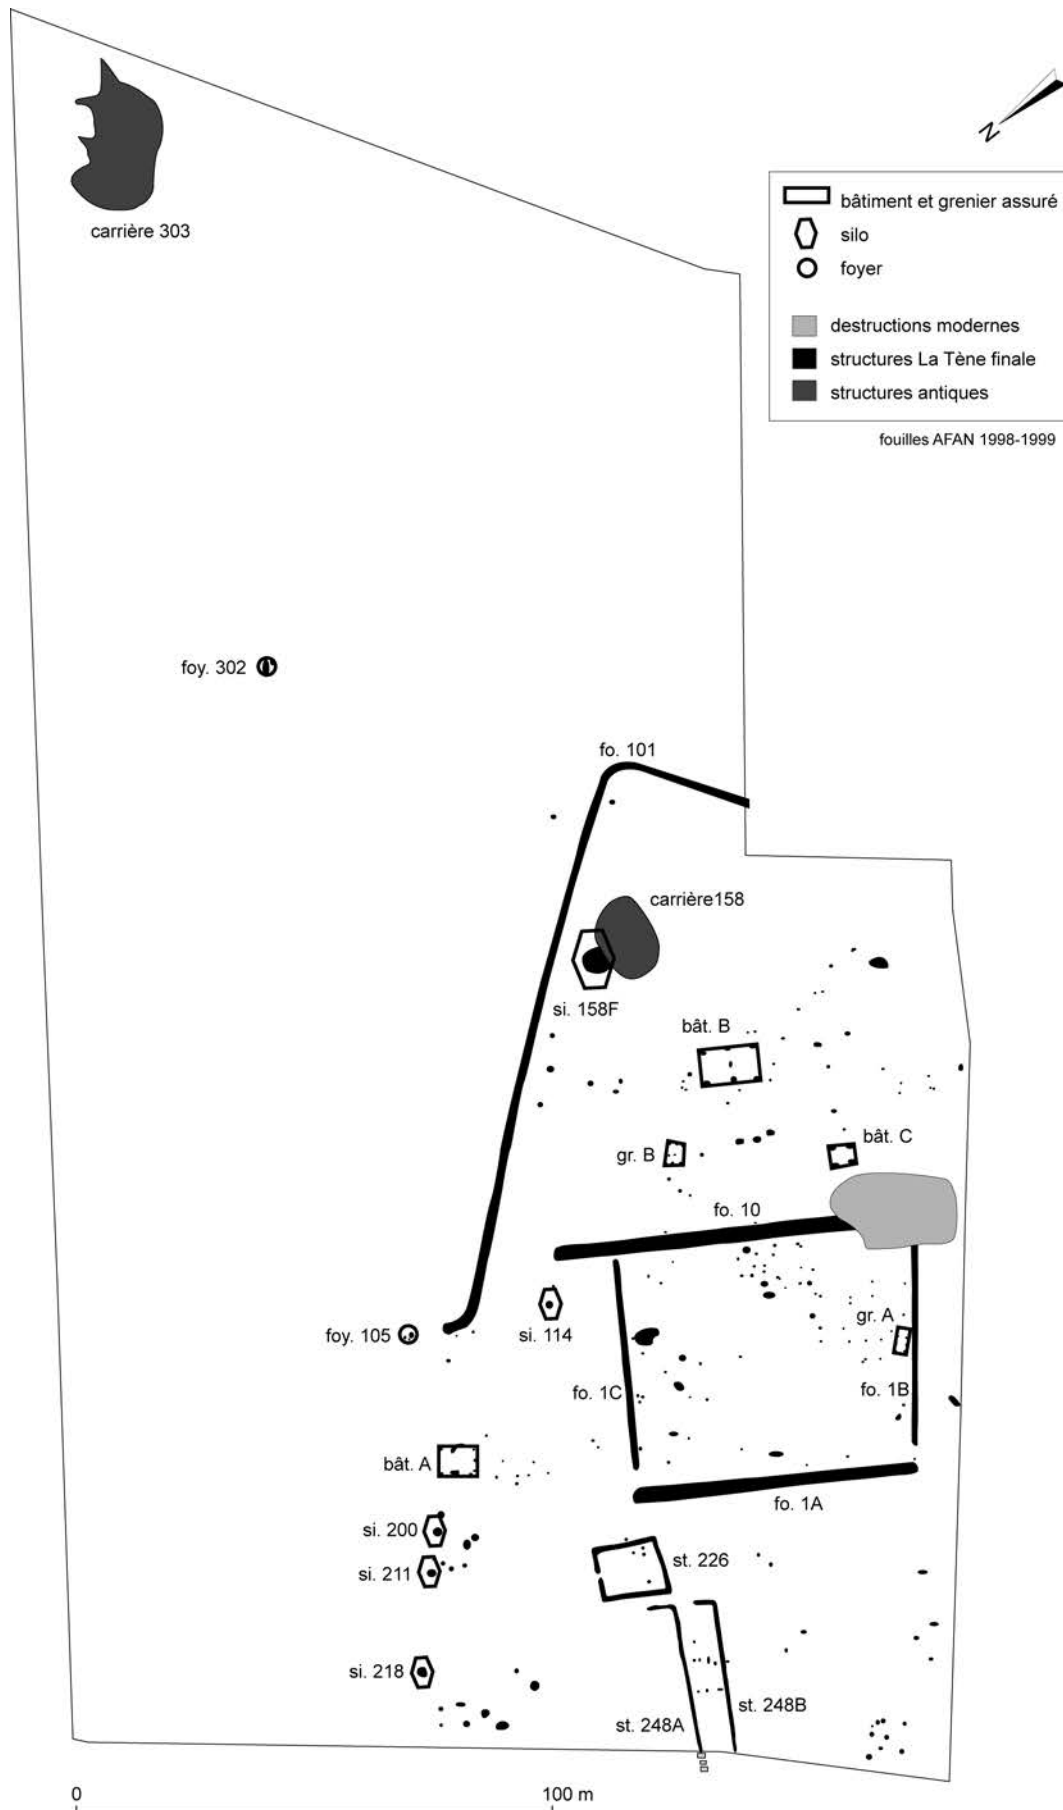 N
bâtiment et grenier assuré
silo
foyer
destructions modernes
structures La Tène finale
structures antiques
fouilles AFAN 1998-1999
carrière 303
foy. 302
fo. 101
carrière158
si. 158F
bât. B
gr. B
bât. C
fo. 10
si. 114
foy. 105
gr. A
fo. 1C
fo. 1B
bât. A
fo. 1A
si. 200
st. 226
si. 211
si. 218
st. 248A
st. 248B
0 100 m